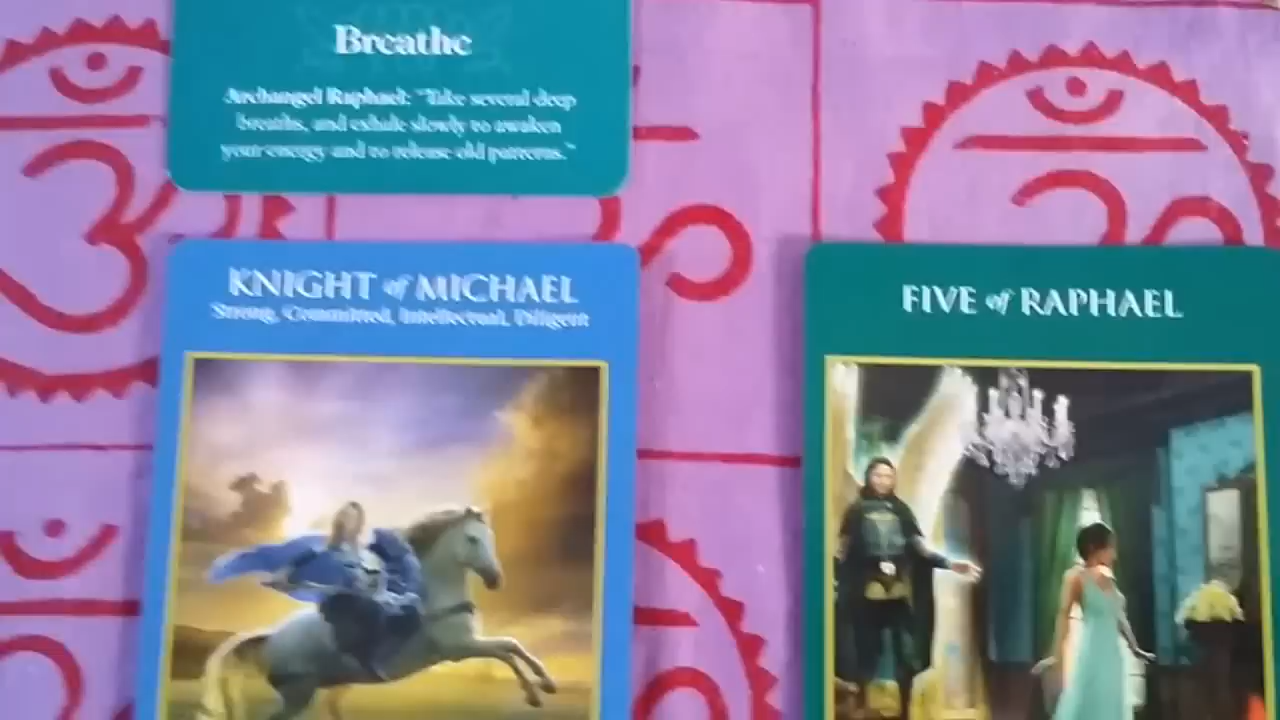 Breathe
Archangel Raphael: "Take several deep
breaths, and exhale slowly to awaken
your energy and to release old patterns."
KNIGHT of MICHAEL
Strong, Committed, Intellectual, Diligent
FIVE of RAPHAEL